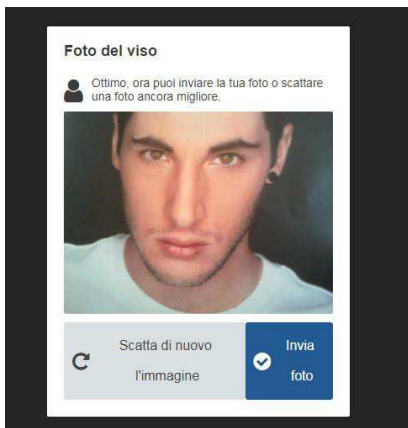 Foto del viso
Ottimo, ora puoi inviare la tua foto o scattare
una foto ancora migliore.
Scatta di nuovo
l'immagine
Invia
foto